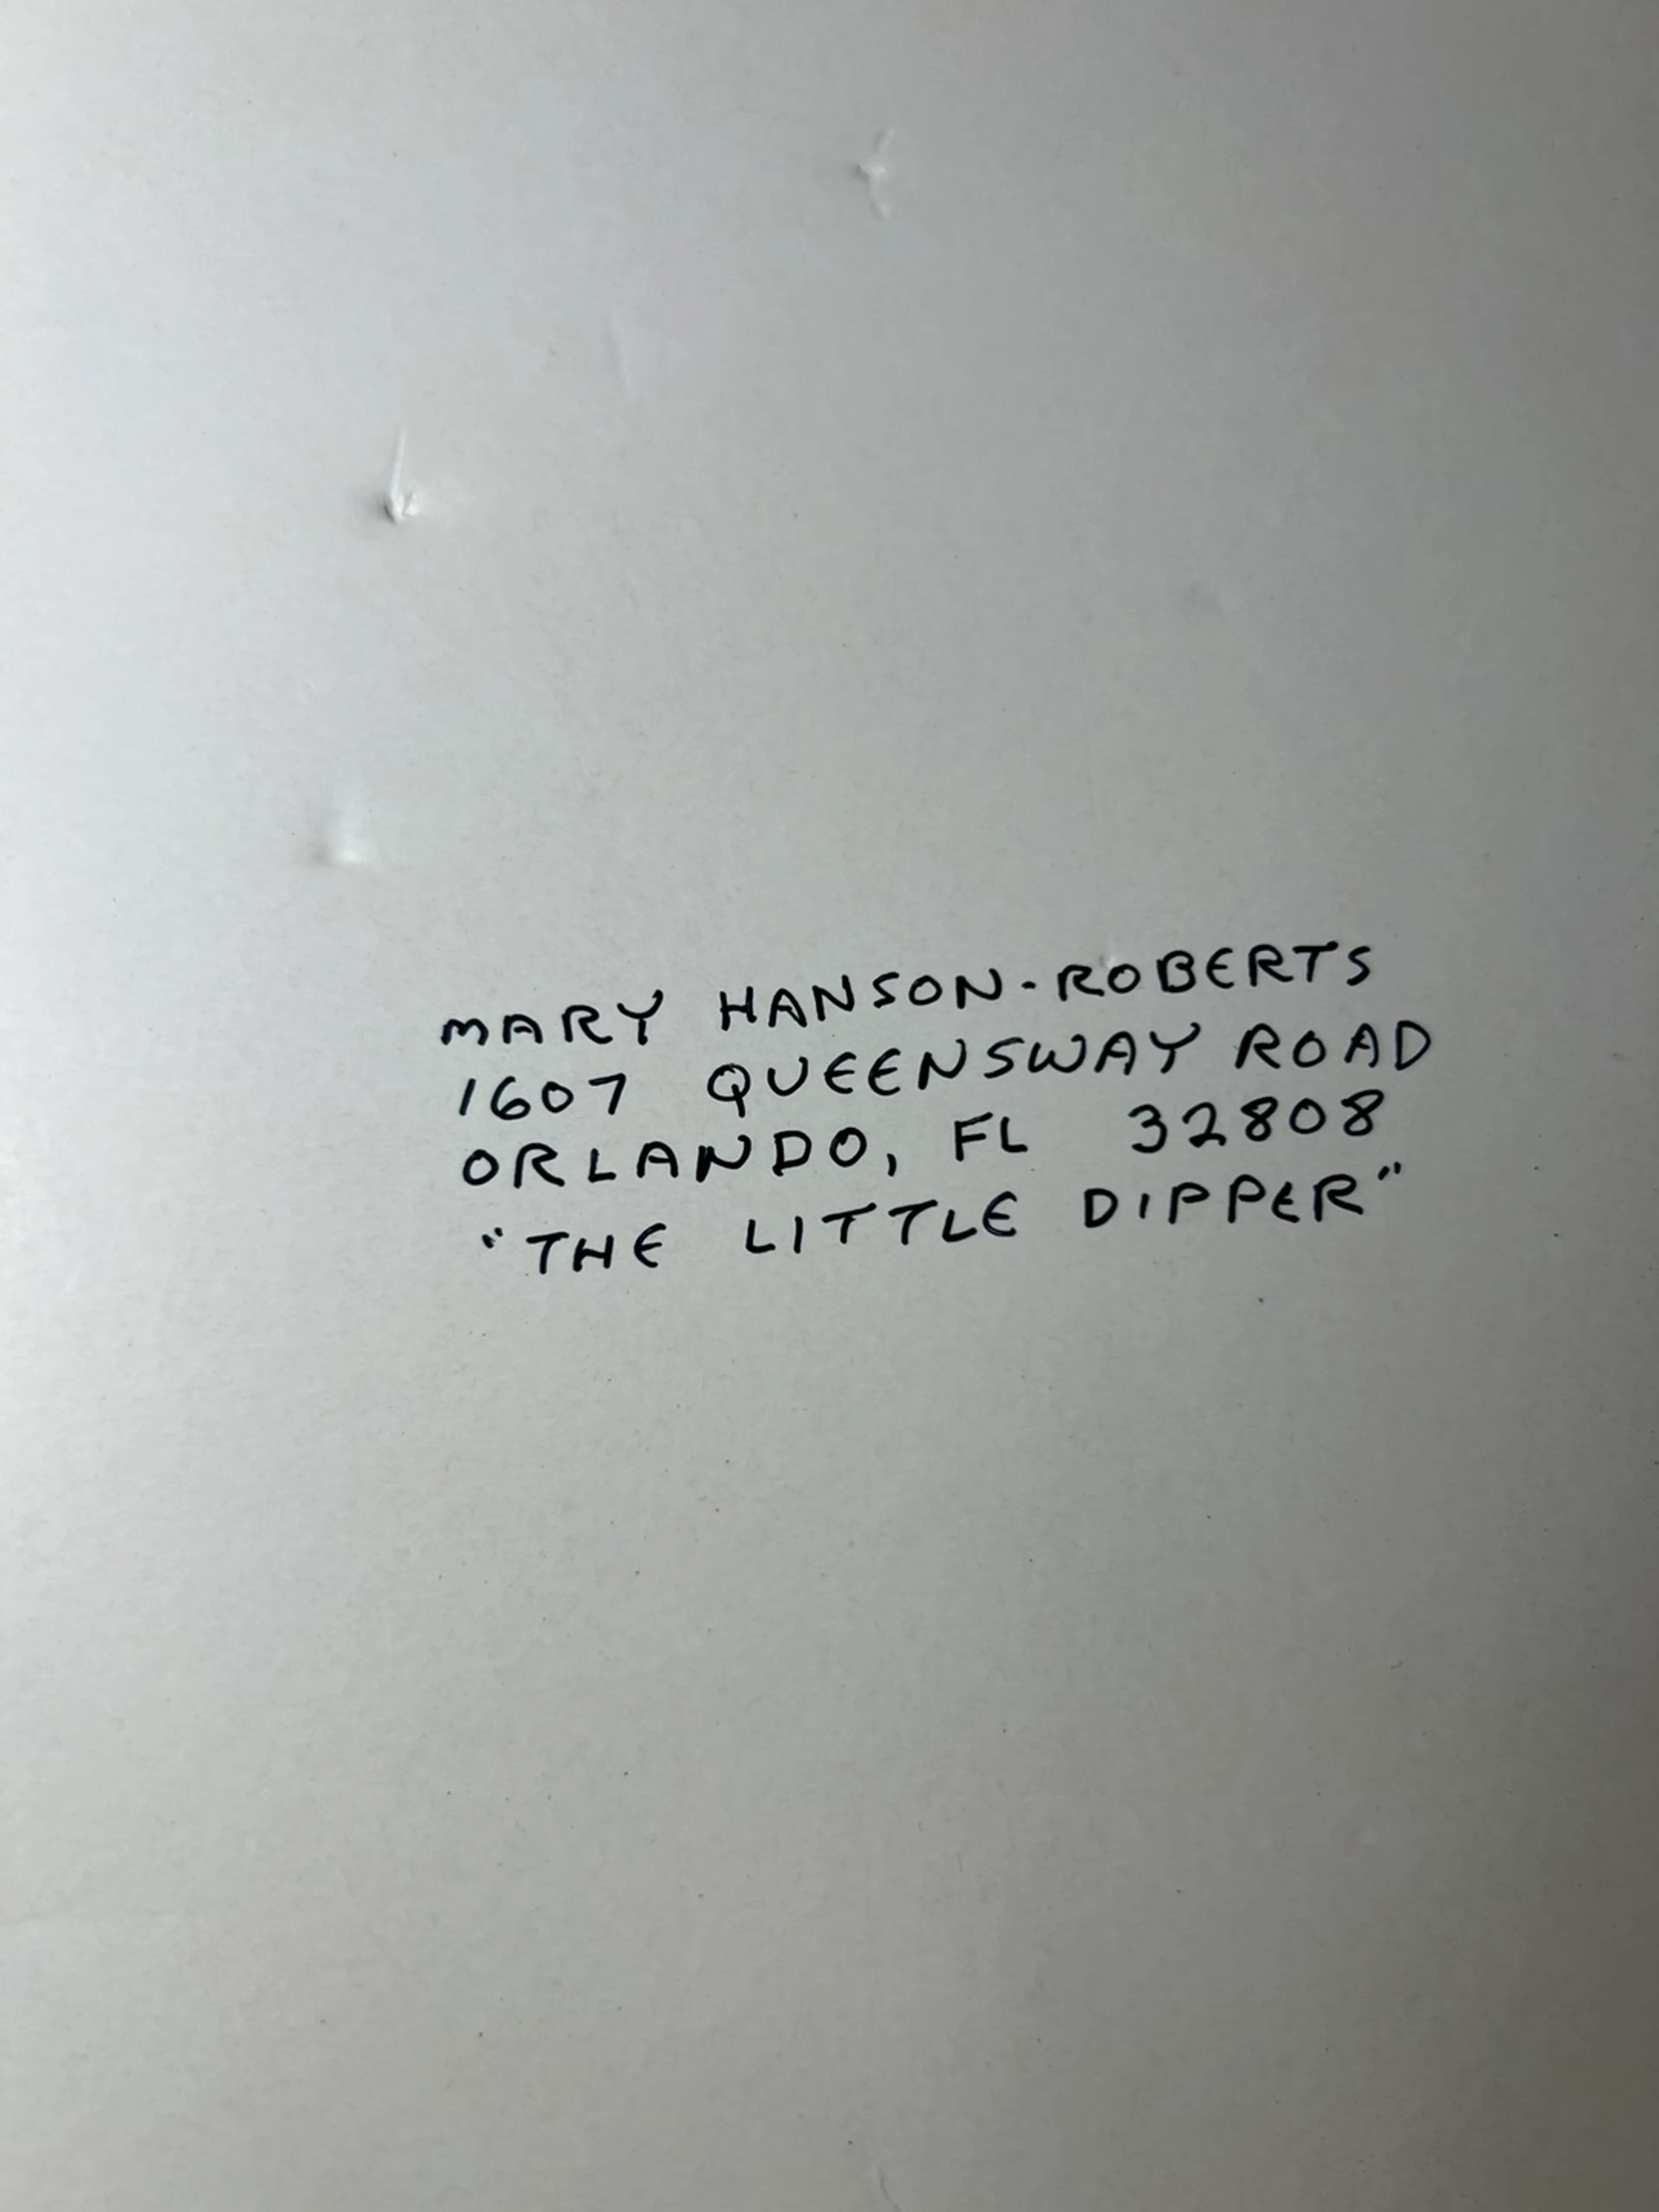 MARY HANSON-ROBERTS
1607 QUEENSWAY ROAD
ORLANDO, FL 32808
"THE LITTLE DIPPER"